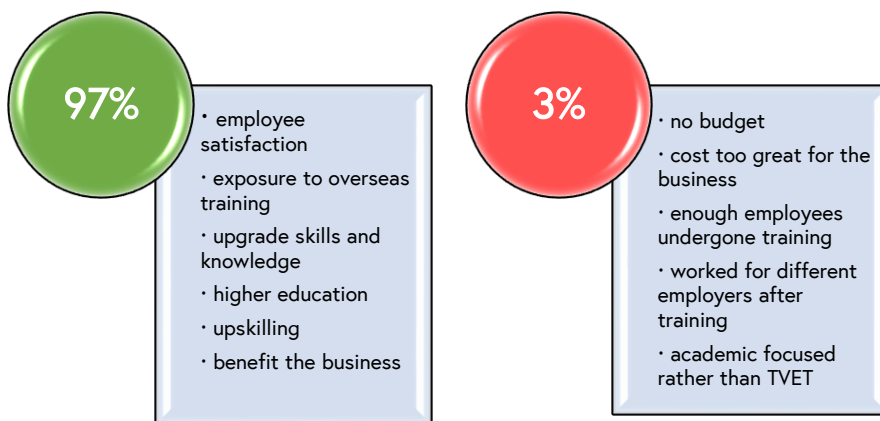 97%
· employee
satisfaction
· exposure to overseas
training
· upgrade skills and
knowledge
· higher education
· upskilling
· benefit the business
3%
· no budget
· cost too great for the
business
· enough employees
undergone training
· worked for different
employers after
training
· academic focused
rather than TVET